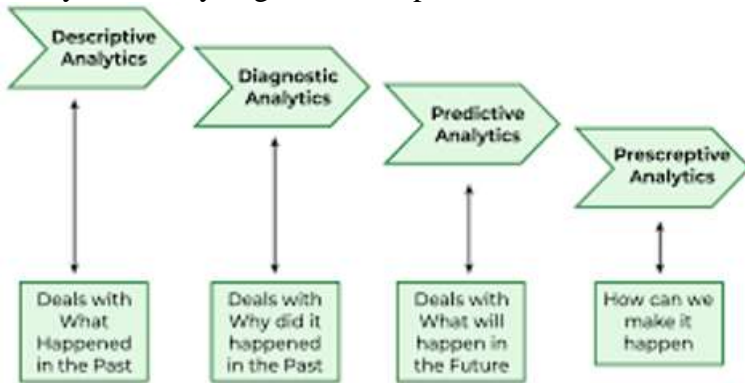 Descriptive
Analytics
Diagnostic
Analytics
Predictive
Analytics
Prescreptive
Analytics
Deals with
What
Happened
in the Past
Deals with
Why did it
happened
in the Past
Deals with
What will
happen in
the Future
How can we
make it
happen